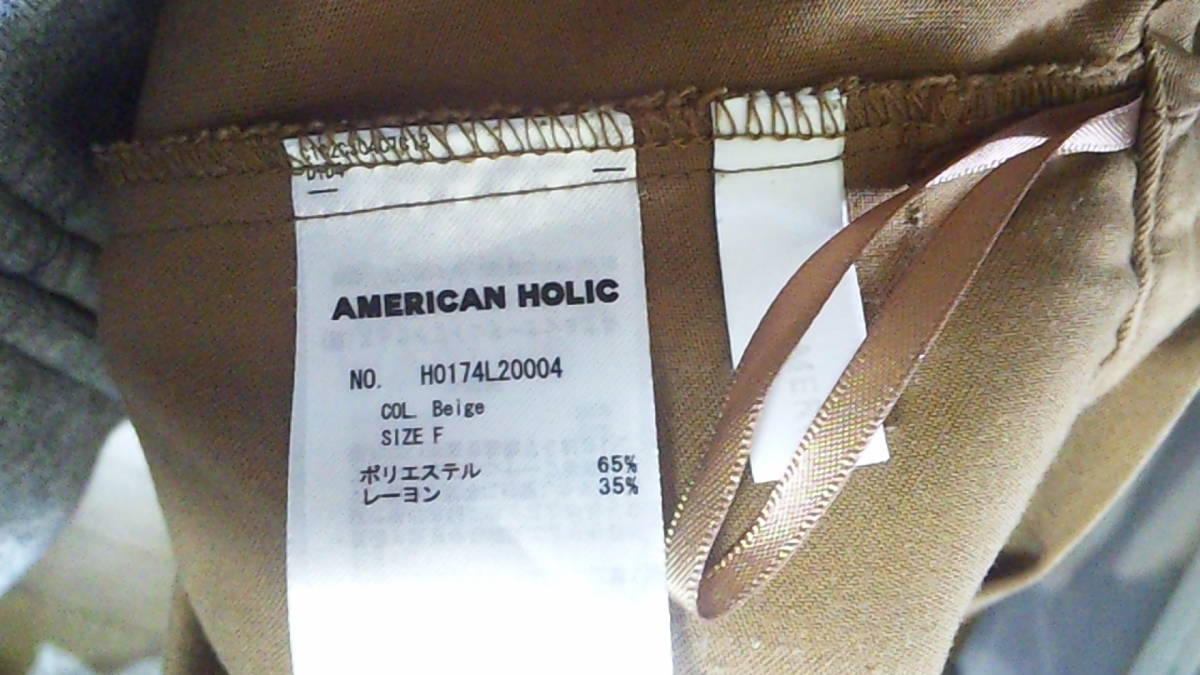 AMERICAN HOLIC
NO. H0174L20004
COL. Beige
SIZE F
ポリエステル 65%
レーヨン 35%